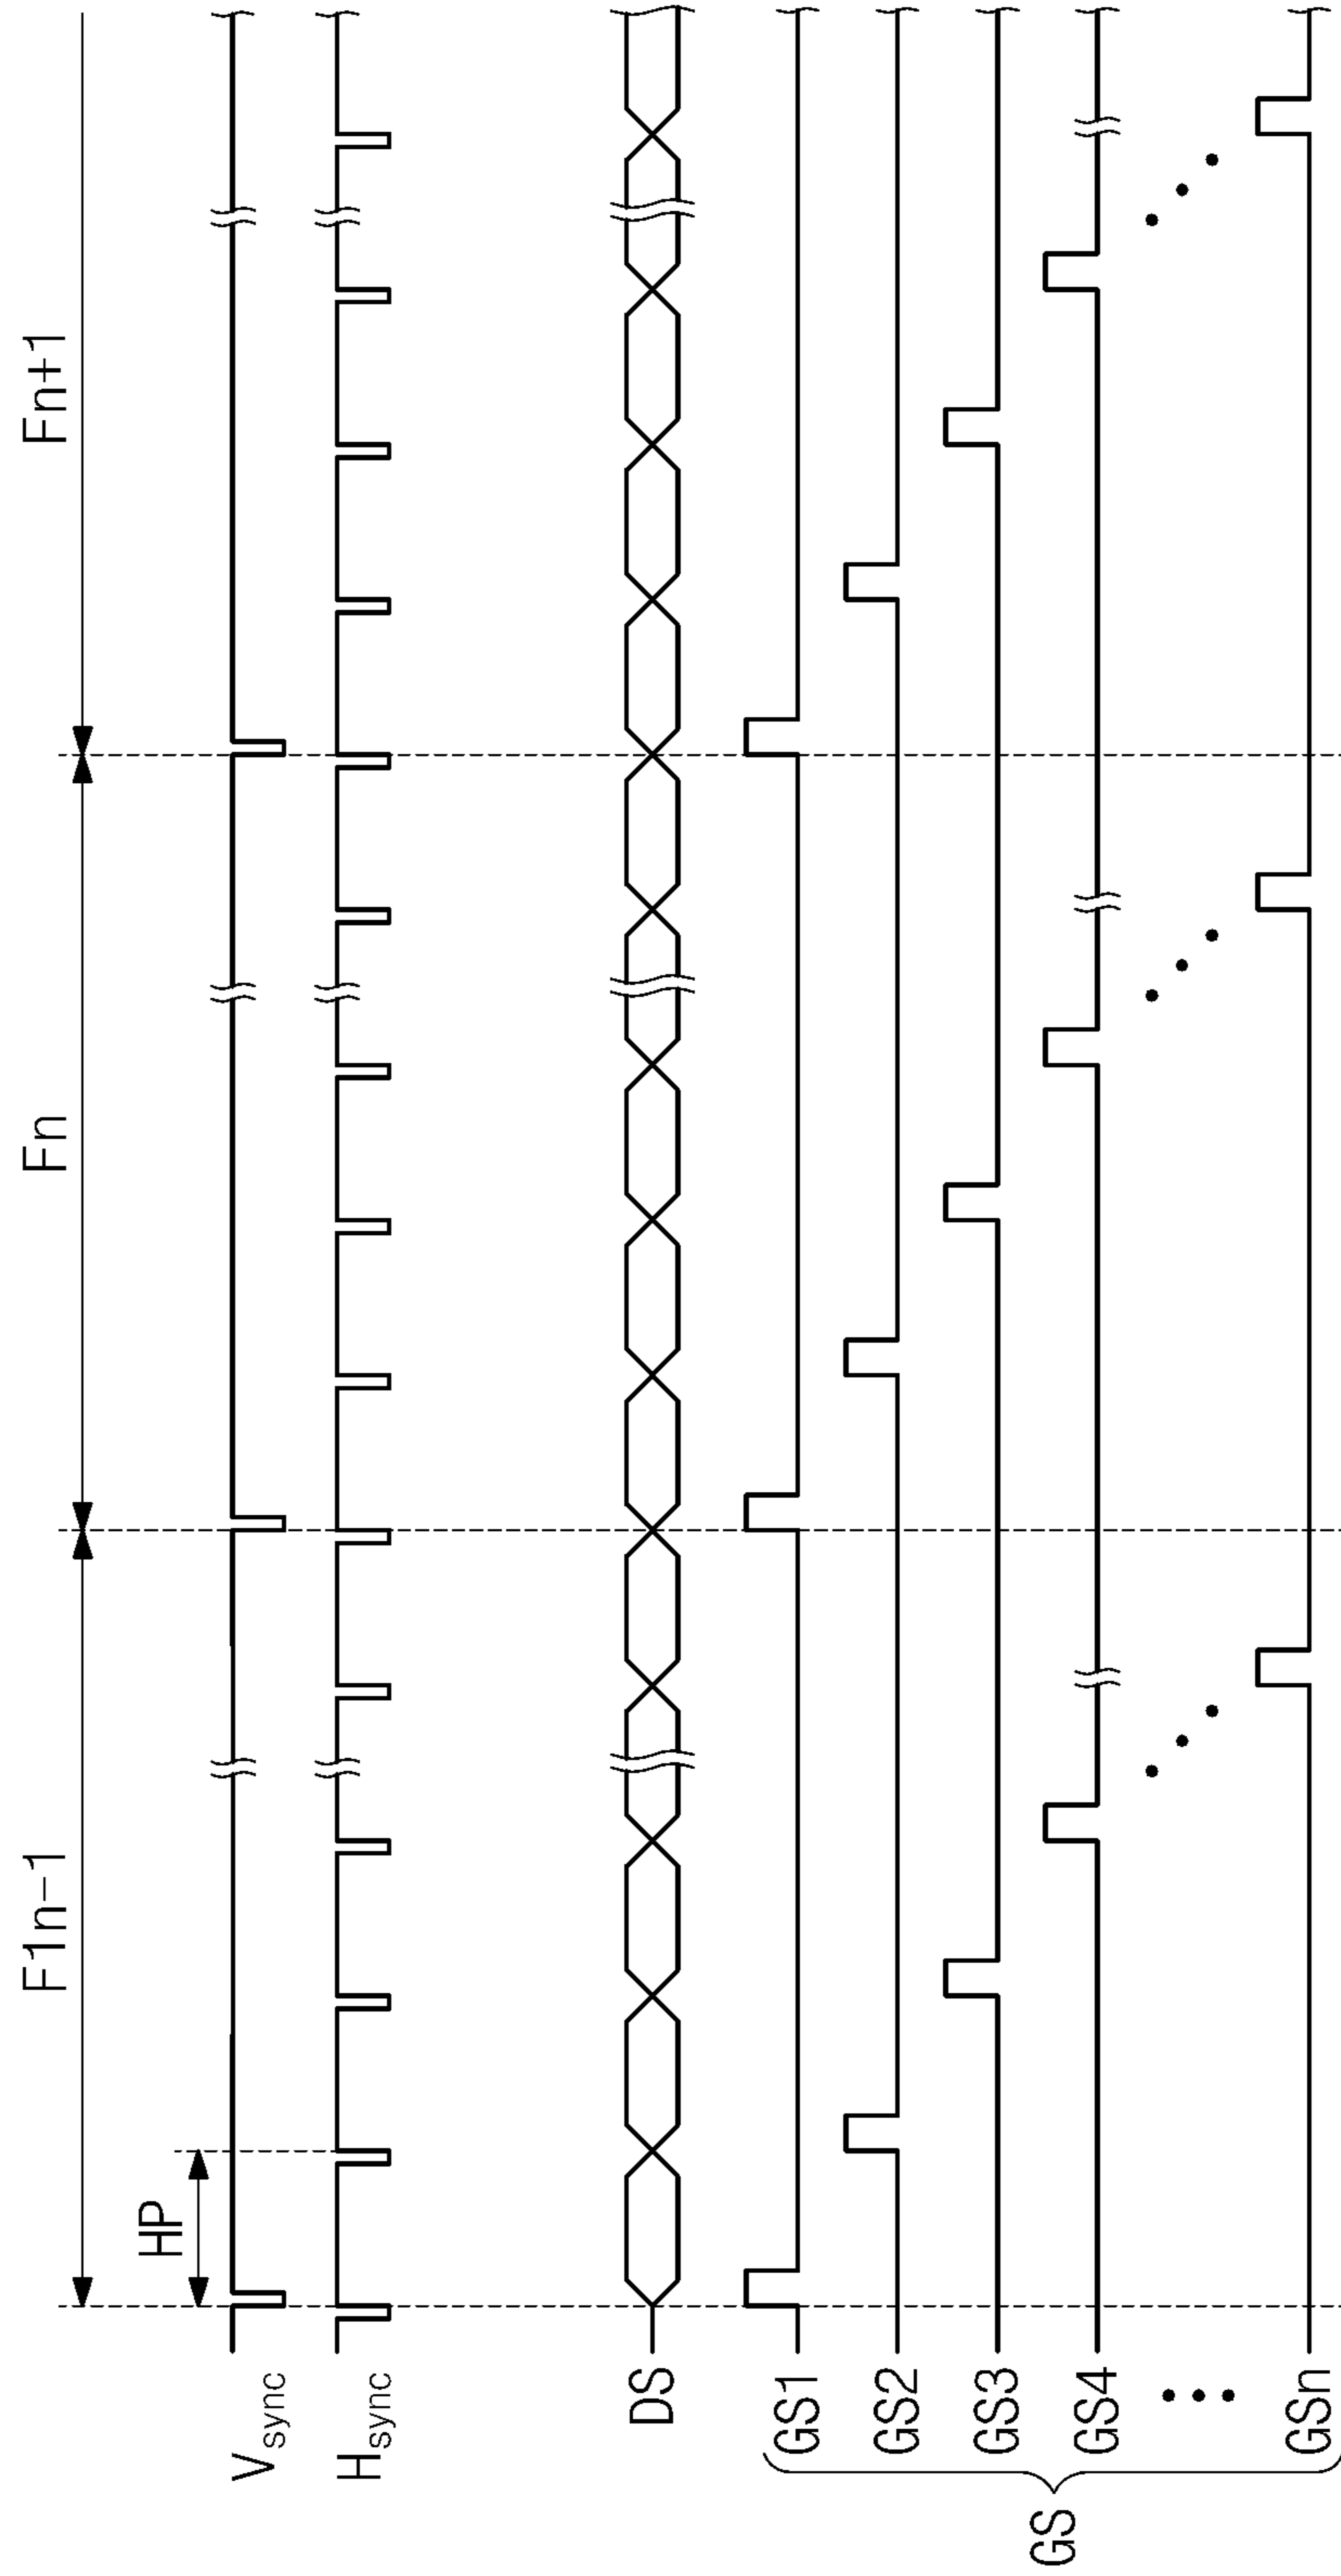 F1n-1
Fn
Fn+1
HP
Vsync
Hsync
DS
GS
GS1
GS2
GS3
GS4
GSn